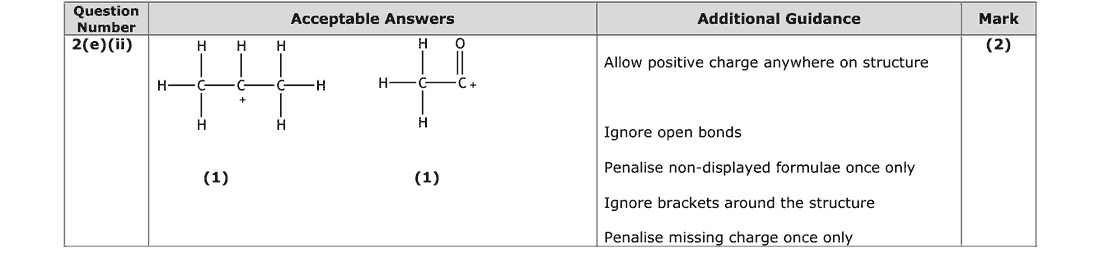 Question Number Acceptable Answers Additional Guidance Mark
2(e)(ii) (2)
H H H
H C C C H
+
H H
(1)
H O
H C C +
H
(1)
Allow positive charge anywhere on structure
Ignore open bonds
Penalise non-displayed formulae once only
Ignore brackets around the structure
Penalise missing charge once only